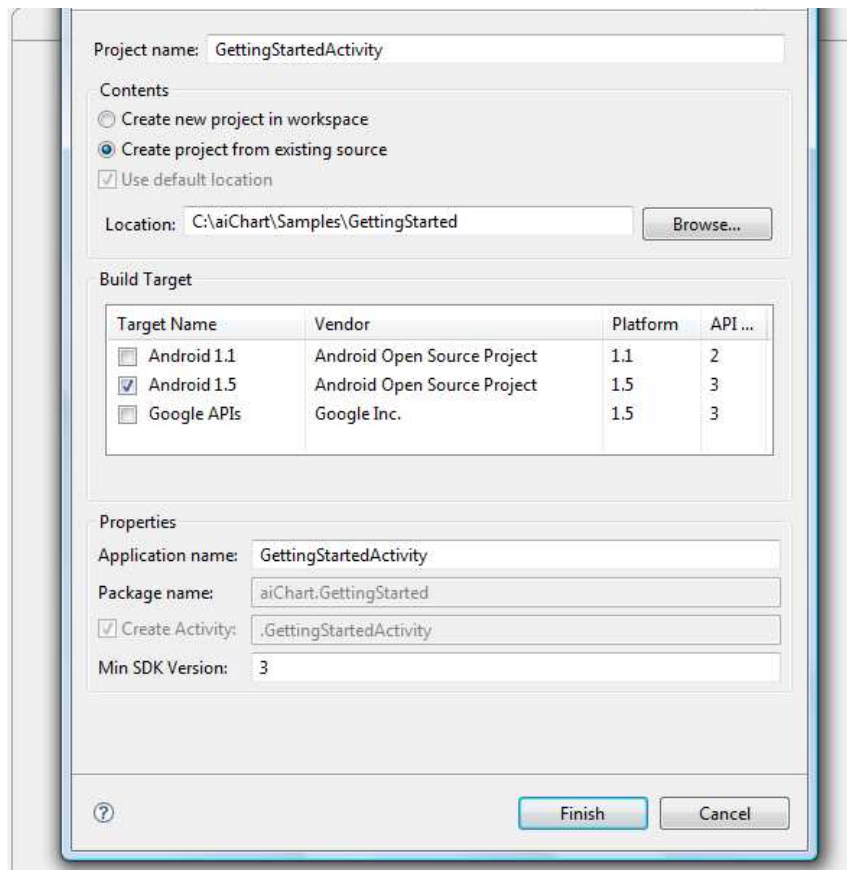 Project name: GettingStartedActivity
Contents
Create new project in workspace
Create project from existing source
Use default location
Location: C:\aiChart\Samples\GettingStarted Browse...
Build Target
Target Name Vendor Platform API ...
Android 1.1 Android Open Source Project 1.1 2
Android 1.5 Android Open Source Project 1.5 3
Google APIs Google Inc. 1.5 3
Properties
Application name: GettingStartedActivity
Package name: aiChart.GettingStarted
Create Activity: .GettingStartedActivity
Min SDK Version: 3
? Finish Cancel